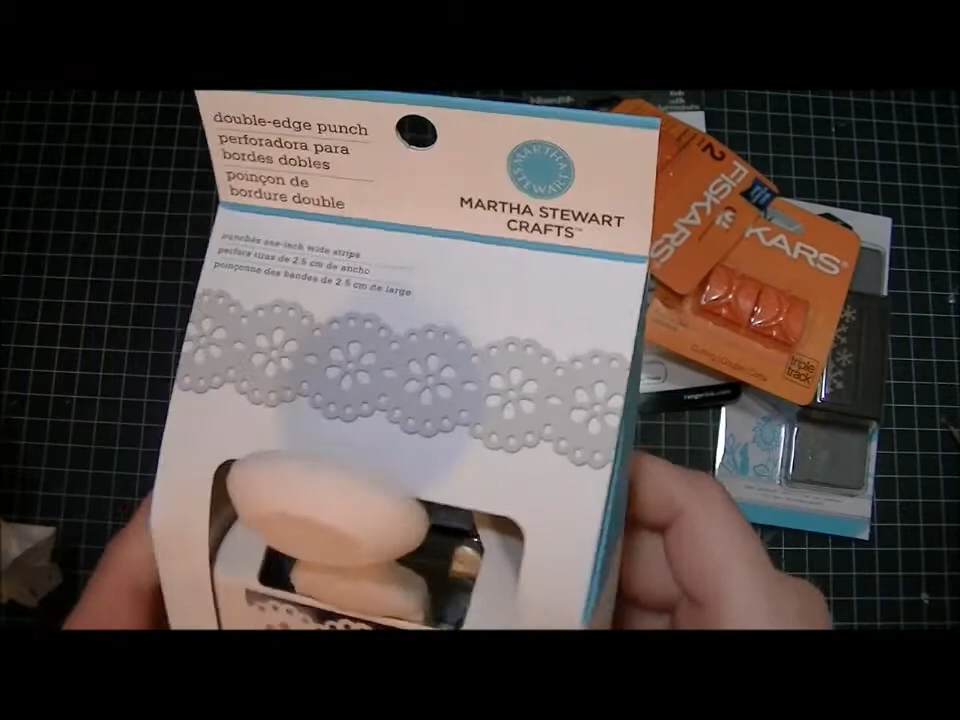 double-edge punch
perforadora para
bordes dobles
poinçon de
bordure double
MARTHA
STEWART
MARTHA STEWART
CRAFTS™
punches one-inch wide strips
perfora tiras de 2.5 cm de ancho
poinçonne des bandes de 2.5 cm de large
2
FISKARS
KARS
triple
track